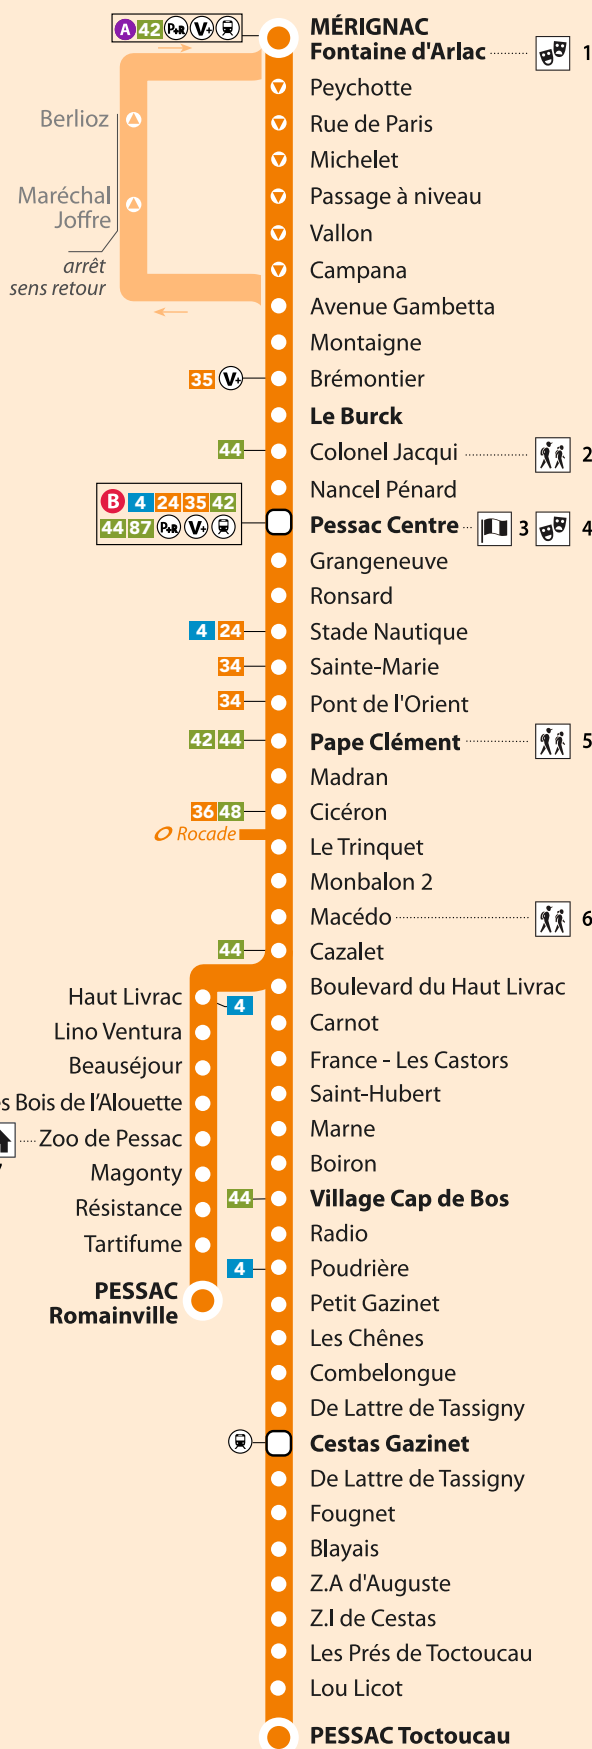 A 42 P+R V+
MÉRIGNAC
Fontaine d'Arlac 1
Peychotte
Berlioz
Rue de Paris
Michelet
Maréchal
Joffre
Passage à niveau
Vallon
arrêt
sens retour
Campana
Avenue Gambetta
Montaigne
35 V+ Brémontier
Le Burck
44 Colonel Jacqui 2
Nancel Pénard
B 4 24 35 42
44 87 P+R V+
Pessac Centre 3 4
Grangeneuve
Ronsard
4 24 Stade Nautique
34 Sainte-Marie
34 Pont de l'Orient
42 44 Pape Clément 5
Madran
36 48 Cicéron
Rocade
Le Trinquet
Monbalon 2
Macédo 6
44 Cazalet
Boulevard du Haut Livrac
Haut Livrac 4
Carnot
Lino Ventura
France - Les Castors
Beauséjour
Saint-Hubert
Bois de l'Alouette
Marne
Zoo de Pessac
Boiron
Magonty
44 Village Cap de Bos
Résistance
Radio
Tartifume
4 Poudrière
PESSAC
Romainville
Petit Gazinet
Les Chênes
Combelongue
De Lattre de Tassigny
Cestas Gazinet
De Lattre de Tassigny
Fougnet
Blayais
Z.A d'Auguste
Z.I de Cestas
Les Prés de Toctoucau
Lou Licot
PESSAC Toctoucau